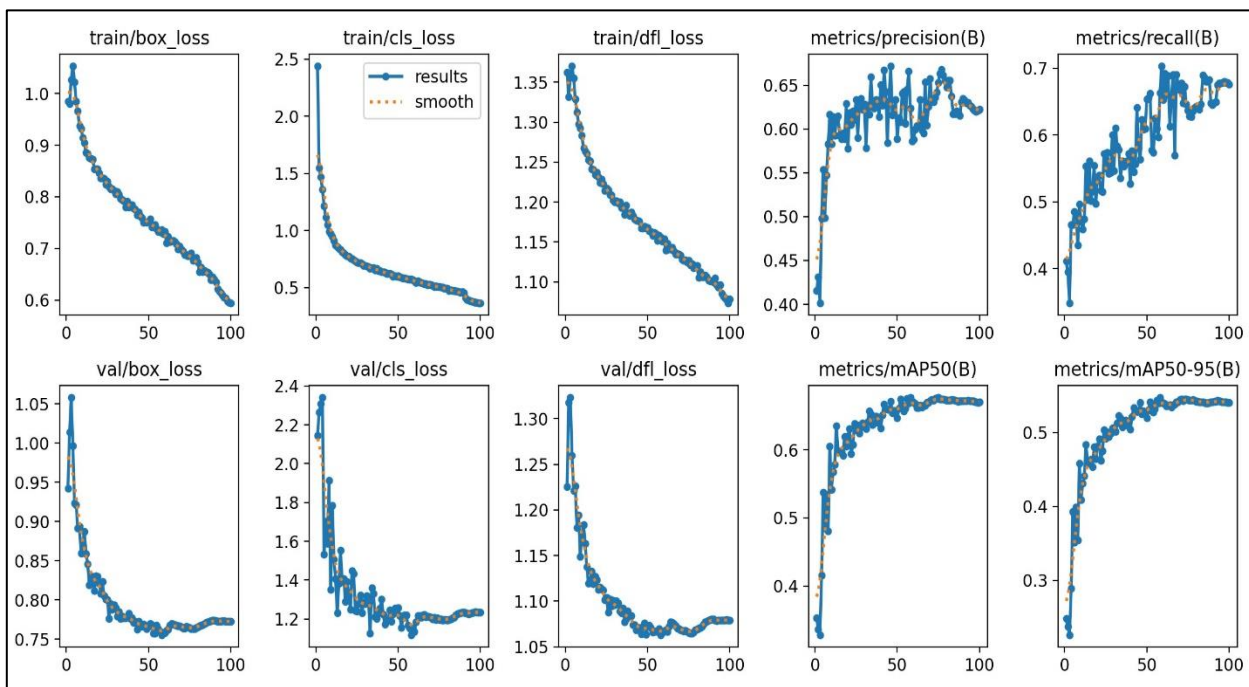 train/box_loss
train/cls_loss
train/dfl_loss
metrics/precision(B)
metrics/recall(B)
1.0
0.9
0.8
0.7
0.6
0 50 100
2.5
2.0
1.5
1.0
0.5
0 50 100
results
smooth
1.35
1.30
1.25
1.20
1.15
1.10
0 50 100
0.65
0.60
0.55
0.50
0.45
0.40
0 50 100
0.7
0.6
0.5
0.4
0 50 100
val/box_loss
val/cls_loss
val/dfl_loss
metrics/mAP50(B)
metrics/mAP50-95(B)
1.05
1.00
0.95
0.90
0.85
0.80
0.75
0 50 100
2.4
2.2
2.0
1.8
1.6
1.4
1.2
0 50 100
1.30
1.25
1.20
1.15
1.10
1.05
0 50 100
0.6
0.5
0.4
0 50 100
0.5
0.4
0.3
0 50 100